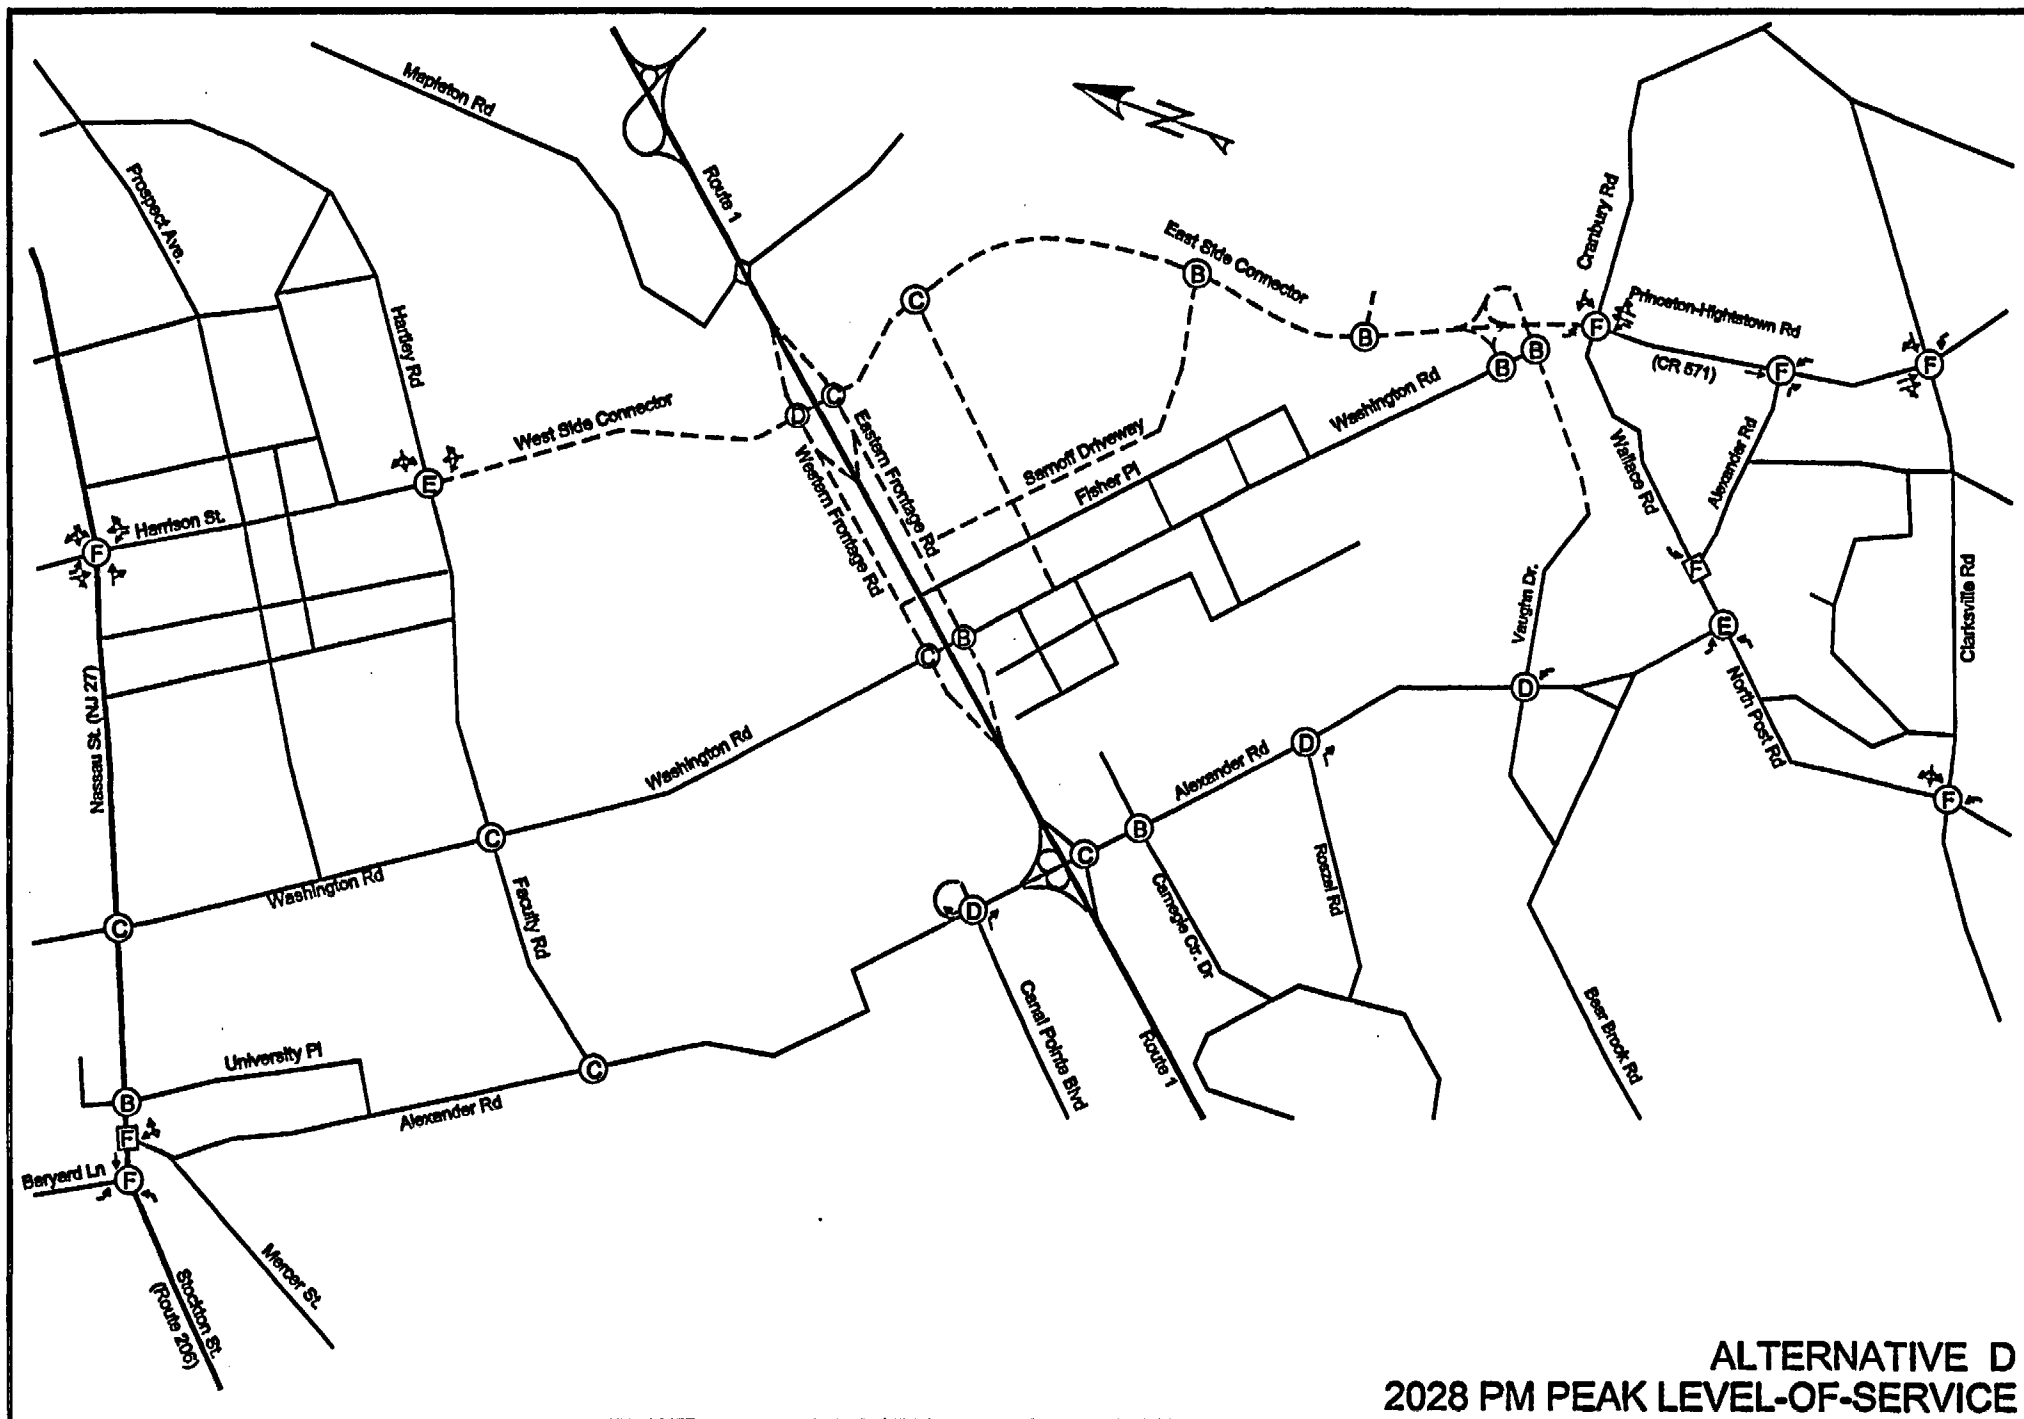 Mapleton Rd
Route 1
N
Prospect Ave.
Cranbury Rd
East Side Connector
B
C
Princeton-Hightstown Rd
F
B
B
B
(CR 571)
F
F
Hartley Rd
West Side Connector
D
C
Washington Rd
Eastern Frontage Rd
Western Frontage Rd
Sarnoff Driveway
Fisher Pl
Wallace Rd
Alexander Rd
E
Harrison St.
F
F
Vaughn Dr.
Clarksville Rd
E
B
C
D
North Post Rd
Nassau St. (NJ 27)
Washington Rd
Alexander Rd
D
F
C
B
C
Washington Rd
Faculty Rd
D
Carnegie Ctr. Dr
Roszel Rd
C
Canal Pointe Blvd
Route 1
Bear Brook Rd
University Pl
C
B
Alexander Rd
F
Baryard Ln
F
Mercer St.
Stockton St.
(Route 206)
ALTERNATIVE D
2028 PM PEAK LEVEL-OF-SERVICE